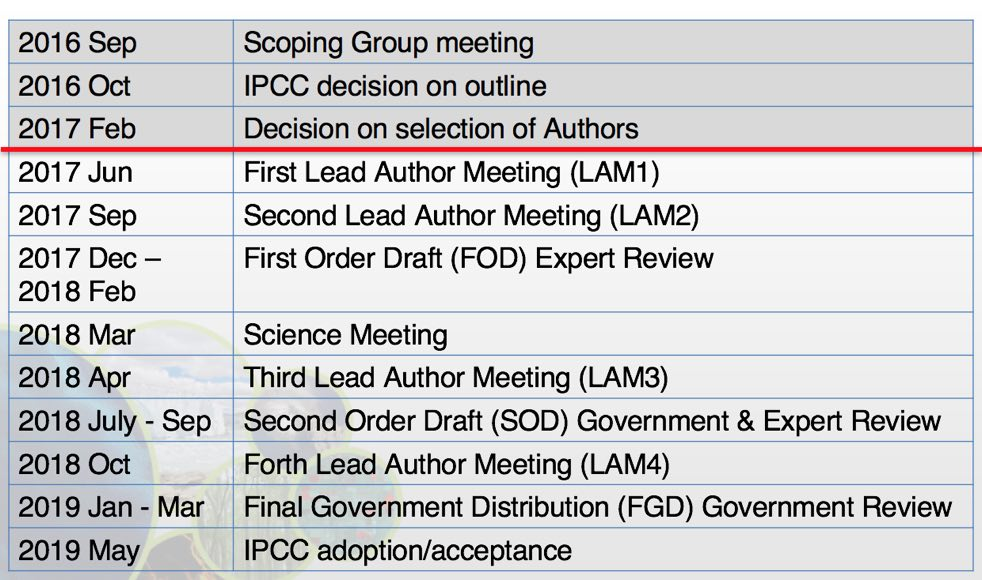 2016 Sep Scoping Group meeting
2016 Oct IPCC decision on outline
2017 Feb Decision on selection of Authors
2017 Jun First Lead Author Meeting (LAM1)
2017 Sep Second Lead Author Meeting (LAM2)
2017 Dec – First Order Draft (FOD) Expert Review
2018 Feb
2018 Mar Science Meeting
2018 Apr Third Lead Author Meeting (LAM3)
2018 July - Sep Second Order Draft (SOD) Government & Expert Review
2018 Oct Forth Lead Author Meeting (LAM4)
2019 Jan - Mar Final Government Distribution (FGD) Government Review
2019 May IPCC adoption/acceptance